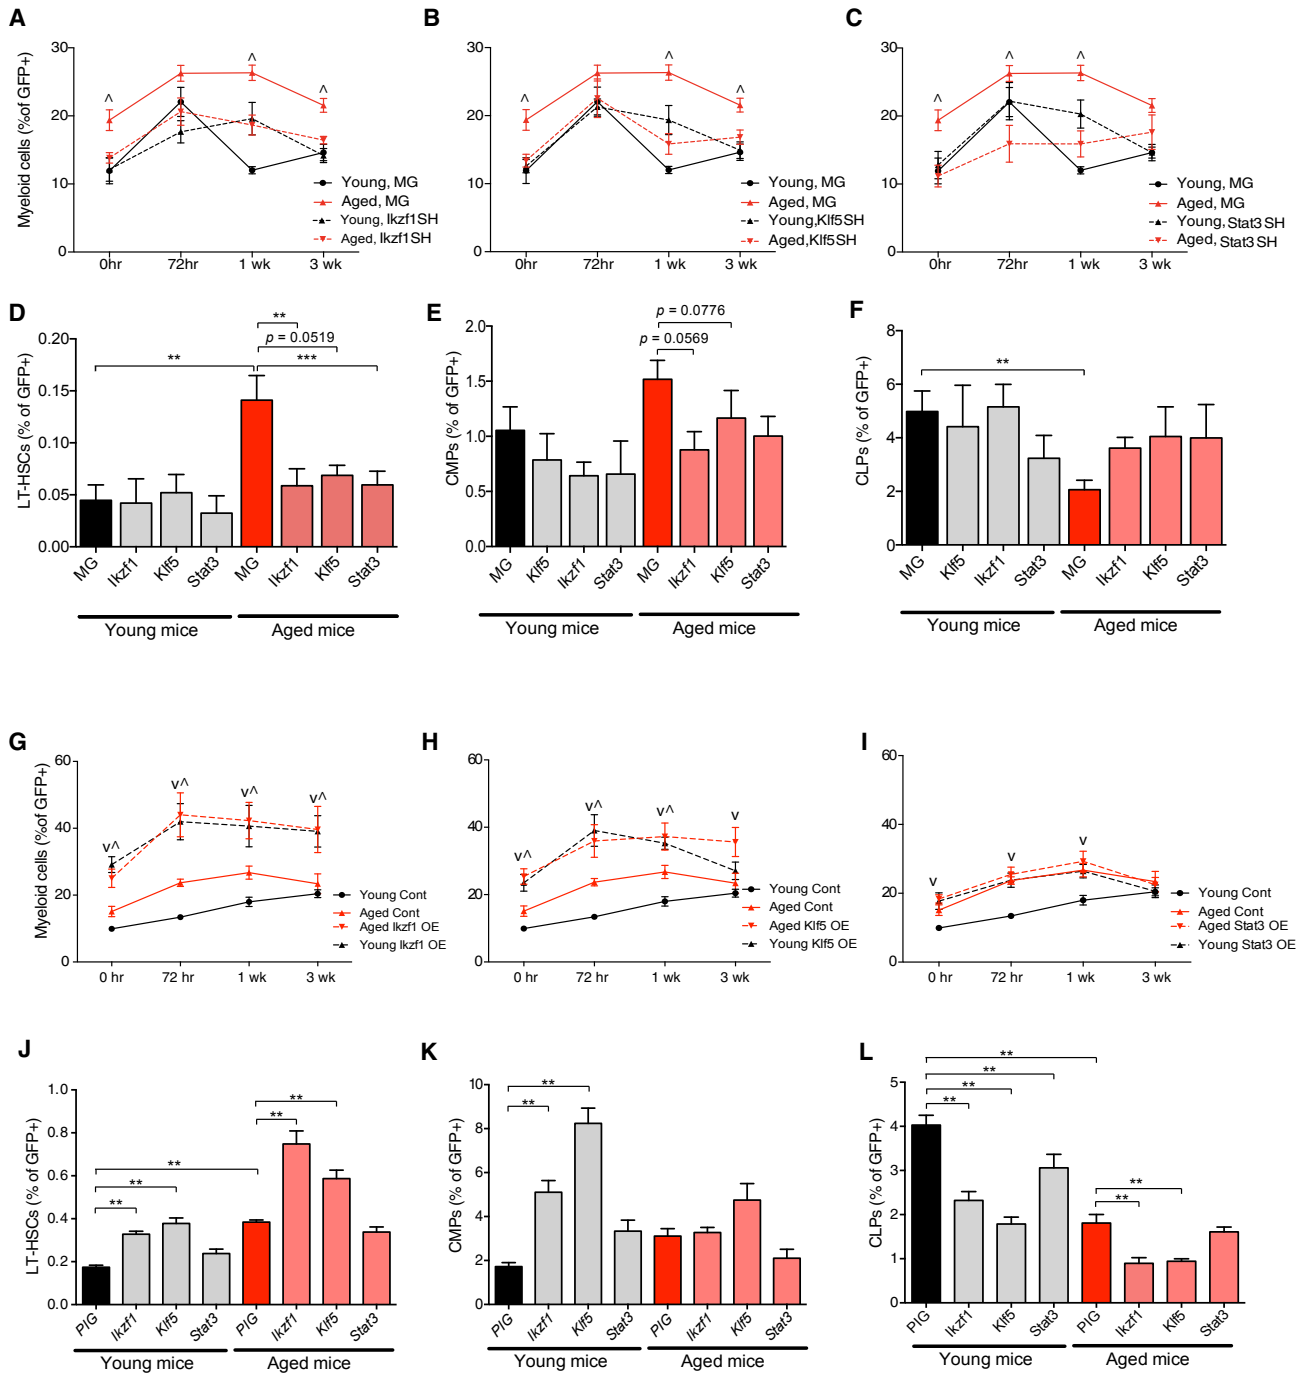 A
Myeloid cells (%of GFP+)
30
20
10
0
^
^
^
0hr
72hr
1 wk
3 wk
Young, MG
Aged, MG
Young, Ikzf1SH
Aged, Ikzf1SH
B
30
20
10
0
^
^
^
0hr
72hr
1 wk
3 wk
Young, MG
Aged, MG
Young,Klf5SH
Aged,Klf5SH
C
30
20
10
0
^
^
^
0hr
72hr
1 wk
3 wk
Young, MG
Aged, MG
Young,Stat3 SH
Aged, Stat3 SH
D
LT-HSCs (% of GFP+)
0.20
0.15
0.10
0.05
0.00
**
p = 0.0519
**
***
MG
Ikzf1
Klf5
Stat3
MG
Ikzf1
Klf5
Stat3
Young mice
Aged mice
E
CMPs (% of GFP+)
2.0
1.5
1.0
0.5
0.0
p = 0.0776
p = 0.0569
MG
Klf5
Ikzf1
Stat3
MG
Ikzf1
Klf5
Stat3
Young mice
Aged mice
F
CLPs (% of GFP+)
8
6
4
2
0
**
MG
Klf5
Ikzf1
Stat3
MG
Ikzf1
Klf5
Stat3
Young mice
Aged mice
G
Myeloid cells (%of GFP+)
60
40
20
0
v^
v^
v^
v^
0 hr
72 hr
1 wk
3 wk
Young Cont
Aged Cont
Aged Ikzf1 OE
Young Ikzf1 OE
H
60
40
20
0
v^
v^
v^
v
0 hr
72 hr
1 wk
3 wk
Young Cont
Aged Cont
Aged Klf5 OE
Young Klf5 OE
I
60
40
20
0
v
v
v
0 hr
72 hr
1 wk
3 wk
Young Cont
Aged Cont
Aged Stat3 OE
Young Stat3 OE
J
LT-HSCs (% of GFP+)
1.0
0.8
0.6
0.4
0.2
0.0
**
**
**
**
**
PIG
Ikzf1
Klf5
Stat3
PIG
Ikzf1
Klf5
Stat3
Young mice
Aged mice
K
CMPs (% of GFP+)
10
8
6
4
2
0
**
**
PIG
Ikzf1
Klf5
Stat3
PIG
Ikzf1
Klf5
Stat3
Young mice
Aged mice
L
CLPs (% of GFP+)
5
4
3
2
1
0
**
**
**
**
**
**
PIG
Ikzf1
Klf5
Stat3
PIG
Ikzf1
Klf5
Stat3
Young mice
Aged mice